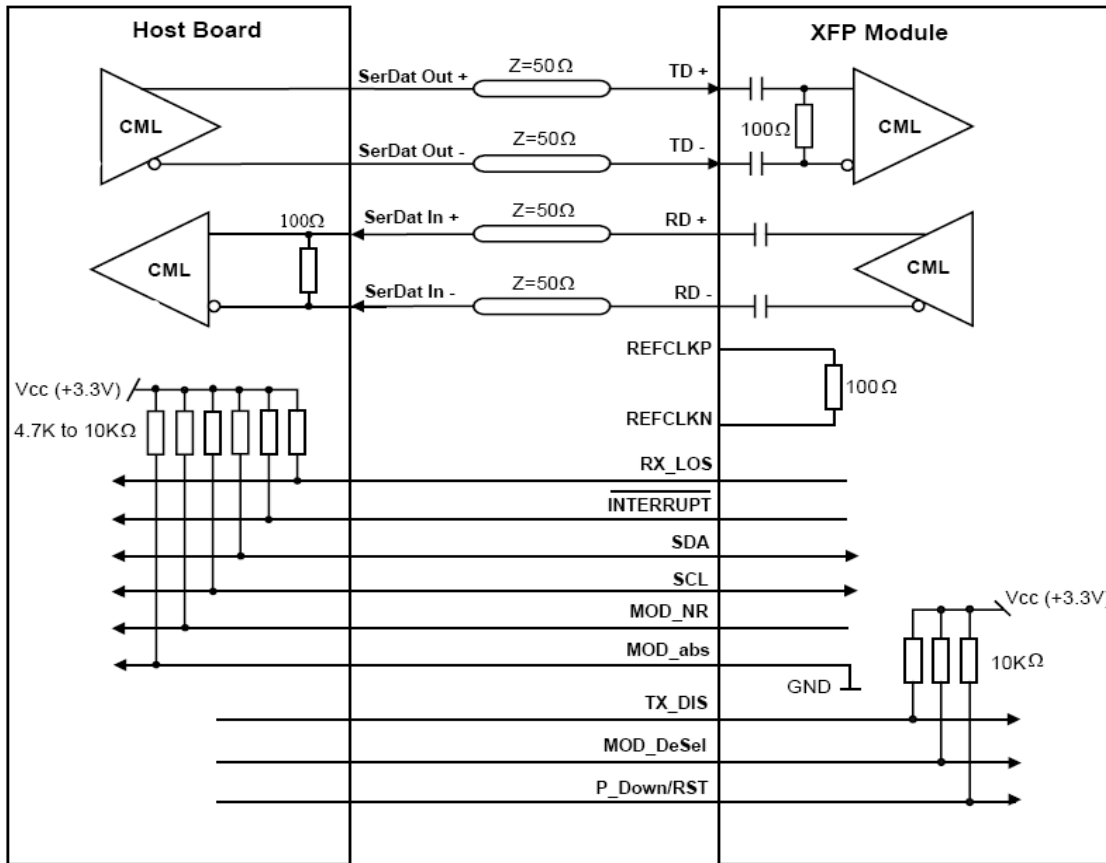 Host Board
XFP Module
SerDat Out +
Z=50Ω
TD +
CML
100Ω
CML
SerDat Out -
Z=50Ω
TD -
100Ω
SerDat In +
Z=50Ω
RD +
CML
CML
SerDat In -
Z=50Ω
RD -
REFCLKP
Vcc (+3.3V)
100Ω
4.7K to 10KΩ
REFCLKN
RX_LOS
INTERRUPT
SDA
SCL
Vcc (+3.3V)
MOD_NR
MOD_abs
10KΩ
GND
TX_DIS
MOD_DeSel
P_Down/RST